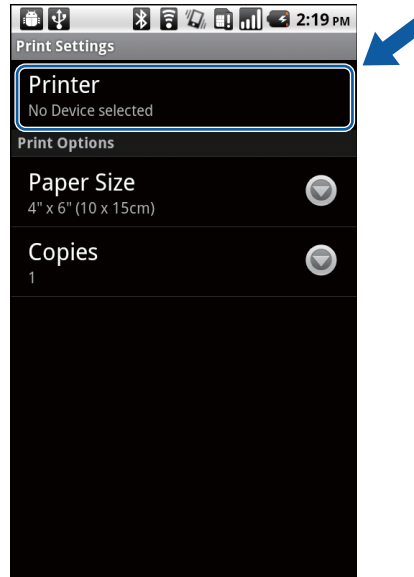 2:19 PM
Print Settings
Printer
No Device selected
Print Options
Paper Size
4" x 6" (10 x 15cm)
Copies
1